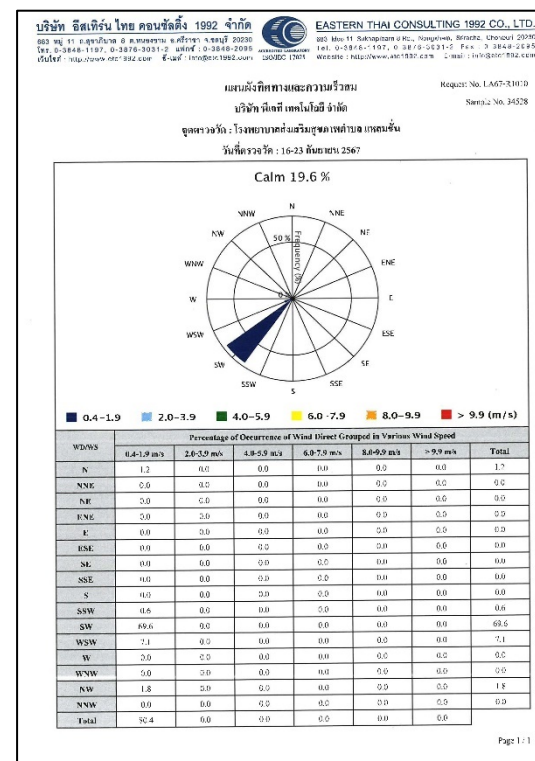 บริษัท อีสเทิร์น ไทย คอนซัลติ้ง 1992 จำกัด
EASTERN THAI CONSULTING 1992 CO., LTD.
ACCREDITED LABORATORY
ISO/IEC 17025
แผนผังทิศทางและความเร็วลม
Request No. LA67-R1010
Sample No. 34528
จุดตรวจวัด : โรงพยาบาลส่งเสริมสุขภาพตำบล
วันที่ตรวจวัด : 16-23 กันยายน 2567
Calm 19.6 %
N
NNW
NNE
NW
NE
50 %
Frequency (%)
WNW
ENE
W
E
WSW
ESE
SW
SE
SSW
SSE
S
0.4-1.9 2.0-3.9 4.0-5.9 6.0-7.9 8.0-9.9 > 9.9 (m/s)
WD/WS Percentage of Occurrence of Wind Direct Grouped in Various Wind Speed
0.4-1.9 m/s 2.0-3.9 m/s 4.0-5.9 m/s 6.0-7.9 m/s 8.0-9.9 m/s > 9.9 m/s Total
N 1.2 0.0 0.0 0.0 0.0 0.0 1.2
NNE 0.0 0.0 0.0 0.0 0.0 0.0 0.0
NE 0.0 0.0 0.0 0.0 0.0 0.0 0.0
ENE 0.0 0.0 0.0 0.0 0.0 0.0 0.0
E 0.0 0.0 0.0 0.0 0.0 0.0 0.0
ESE 0.0 0.0 0.0 0.0 0.0 0.0 0.0
SE 0.0 0.0 0.0 0.0 0.0 0.0 0.0
SSE 0.0 0.0 0.0 0.0 0.0 0.0 0.0
S 0.0 0.0 0.0 0.0 0.0 0.0 0.0
SSW 0.6 0.0 0.0 0.0 0.0 0.0 0.6
SW 69.6 0.0 0.0 0.0 0.0 0.0 69.6
WSW 7.1 0.0 0.0 0.0 0.0 0.0 7.1
W 0.0 0.0 0.0 0.0 0.0 0.0 0.0
WNW 0.0 0.0 0.0 0.0 0.0 0.0 0.0
NW 1.8 0.0 0.0 0.0 0.0 0.0 1.8
NNW 0.0 0.0 0.0 0.0 0.0 0.0 0.0
Total 80.4 0.0 0.0 0.0 0.0 0.0
Page 1 / 1